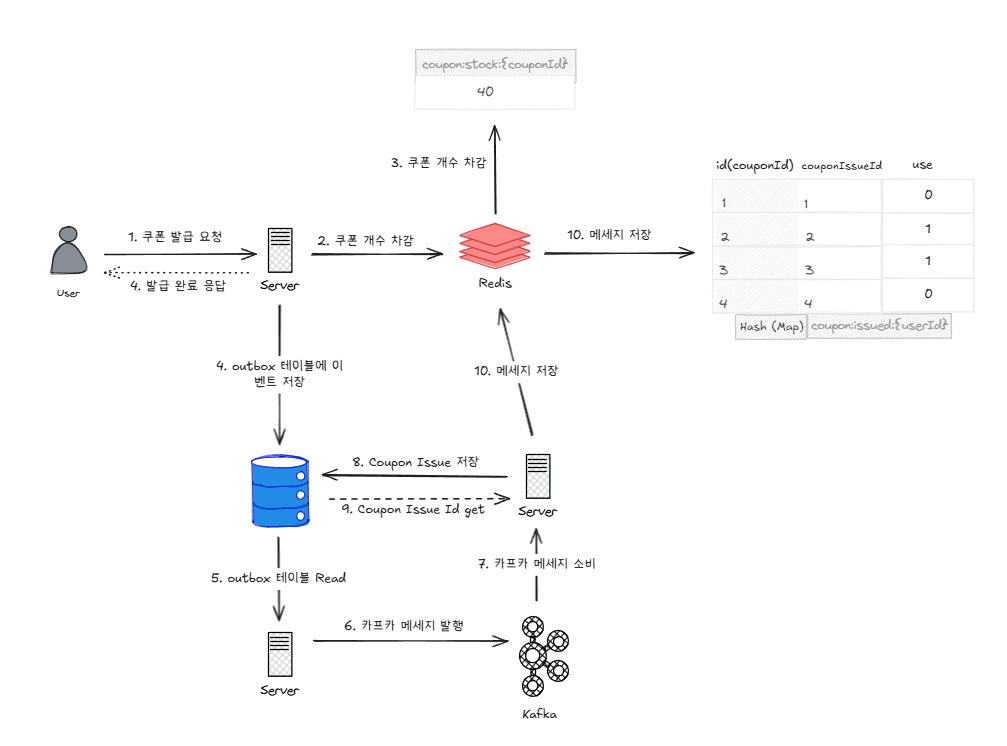 coupon:stock:{couponId}
40
3. 쿠폰 개수 차감
id(couponId) couponIssueId use
1 1 0
2 2 1
3 3 1
4 4 0
Hash (Map) coupon:issued:{userId}
1. 쿠폰 발급 요청
4. 발급 완료 응답
User
Server
2. 쿠폰 개수 차감
Redis
10. 메세지 저장
4. outbox 테이블에 이
벤트 저장
10. 메세지 저장
8. Coupon Issue 저장
9. Coupon Issue Id get
Server
5. outbox 테이블 Read
7. 카프카 메세지 소비
6. 카프카 메세지 발행
Server
Kafka